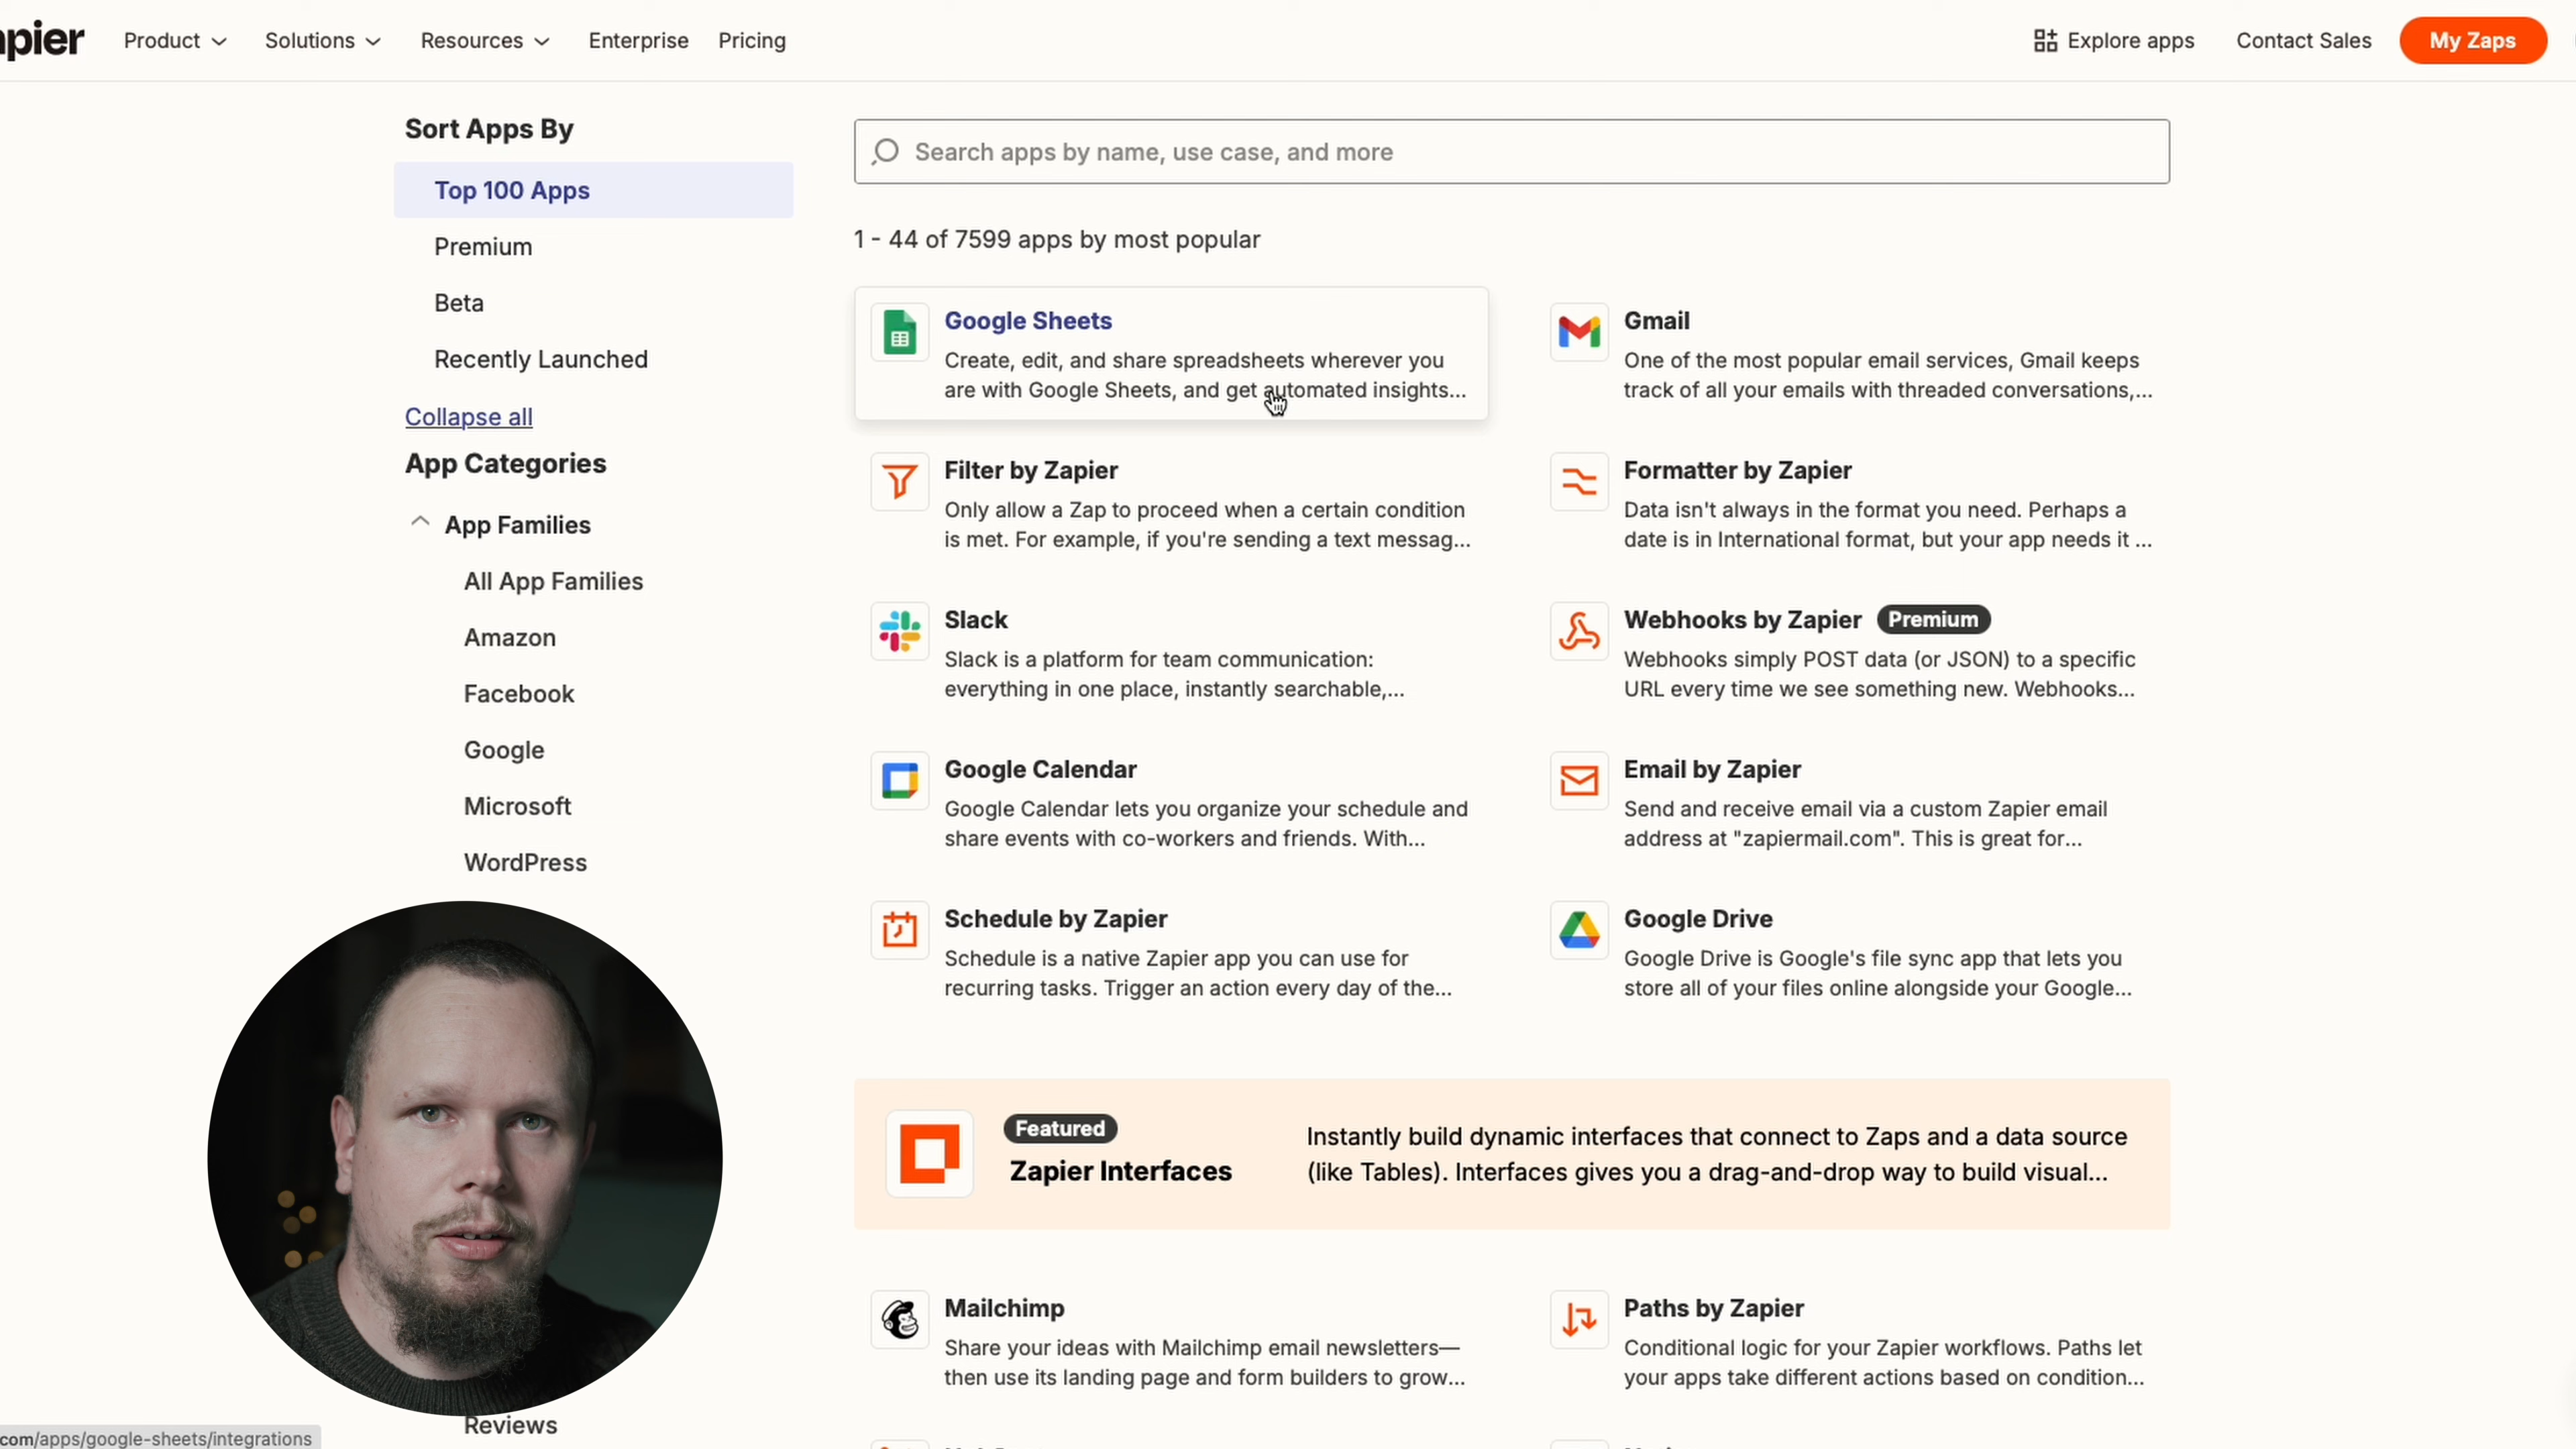 apier
Product
Solutions
Resources
Enterprise
Pricing
Explore apps
Contact Sales
My Zaps
Sort Apps By
Top 100 Apps
Premium
Beta
Recently Launched
Collapse all
App Categories
App Families
All App Families
Amazon
Facebook
Google
Microsoft
WordPress
Reviews
Search apps by name, use case, and more
1 - 44 of 7599 apps by most popular
Google Sheets
Create, edit, and share spreadsheets wherever you
are with Google Sheets, and get automated insights...
Gmail
One of the most popular email services, Gmail keeps
track of all your emails with threaded conversations,...
Filter by Zapier
Only allow a Zap to proceed when a certain condition
is met. For example, if you're sending a text messag...
Formatter by Zapier
Data isn't always in the format you need. Perhaps a
date is in International format, but your app needs it ...
Slack
Slack is a platform for team communication:
everything in one place, instantly searchable,...
Webhooks by Zapier Premium
Webhooks simply POST data (or JSON) to a specific
URL every time we see something new. Webhooks...
Google Calendar
Google Calendar lets you organize your schedule and
share events with co-workers and friends. With...
Email by Zapier
Send and receive email via a custom Zapier email
address at "zapiermail.com". This is great for...
Schedule by Zapier
Schedule is a native Zapier app you can use for
recurring tasks. Trigger an action every day of the...
Google Drive
Google Drive is Google's file sync app that lets you
store all of your files online alongside your Google...
Featured
Zapier Interfaces
Instantly build dynamic interfaces that connect to Zaps and a data source
(like Tables). Interfaces gives you a drag-and-drop way to build visual...
Mailchimp
Share your ideas with Mailchimp email newsletters—
then use its landing page and form builders to grow...
Paths by Zapier
Conditional logic for your Zapier workflows. Paths let
your apps take different actions based on condition...
com/apps/google-sheets/integrations